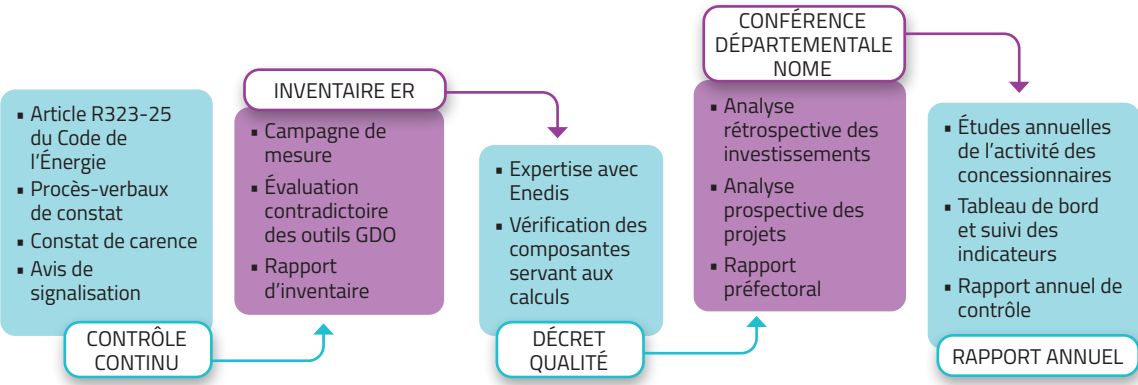 ▪ Article R323-25
du Code de
l’Énergie
▪ Procès-verbaux
de constat
▪ Constat de carence
▪ Avis de
signalisation
CONTRÔLE
CONTINU
INVENTAIRE ER
▪ Campagne de
mesure
▪ Évaluation
contradictoire
des outils GDO
▪ Rapport
d’inventaire
▪ Expertise avec
Enedis
▪ Vérification des
composantes
servant aux
calculs
DÉCRET
QUALITÉ
CONFÉRENCE
DÉPARTEMENTALE
NOME
▪ Analyse
rétrospective des
investissements
▪ Analyse
prospective des
projets
▪ Rapport
préfectoral
▪ Études annuelles
de l’activité des
concessionnaires
▪ Tableau de bord
et suivi des
indicateurs
▪ Rapport annuel de
contrôle
RAPPORT ANNUEL